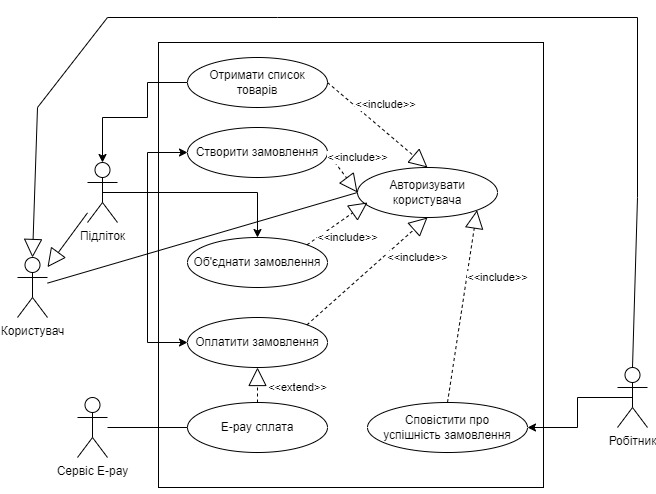 Отримати список
товарів
<<include>>
Створити замовлення
<<include>>
Авторизувати
користувача
Підліток
<<include>>
Об'єднати замовлення
<<include>>
<<include>>
Користувач
Оплатити замовлення
<<extend>>
E-pay сплата
Сповістити про
успішність замовлення
Робітник
Сервіс E-pay